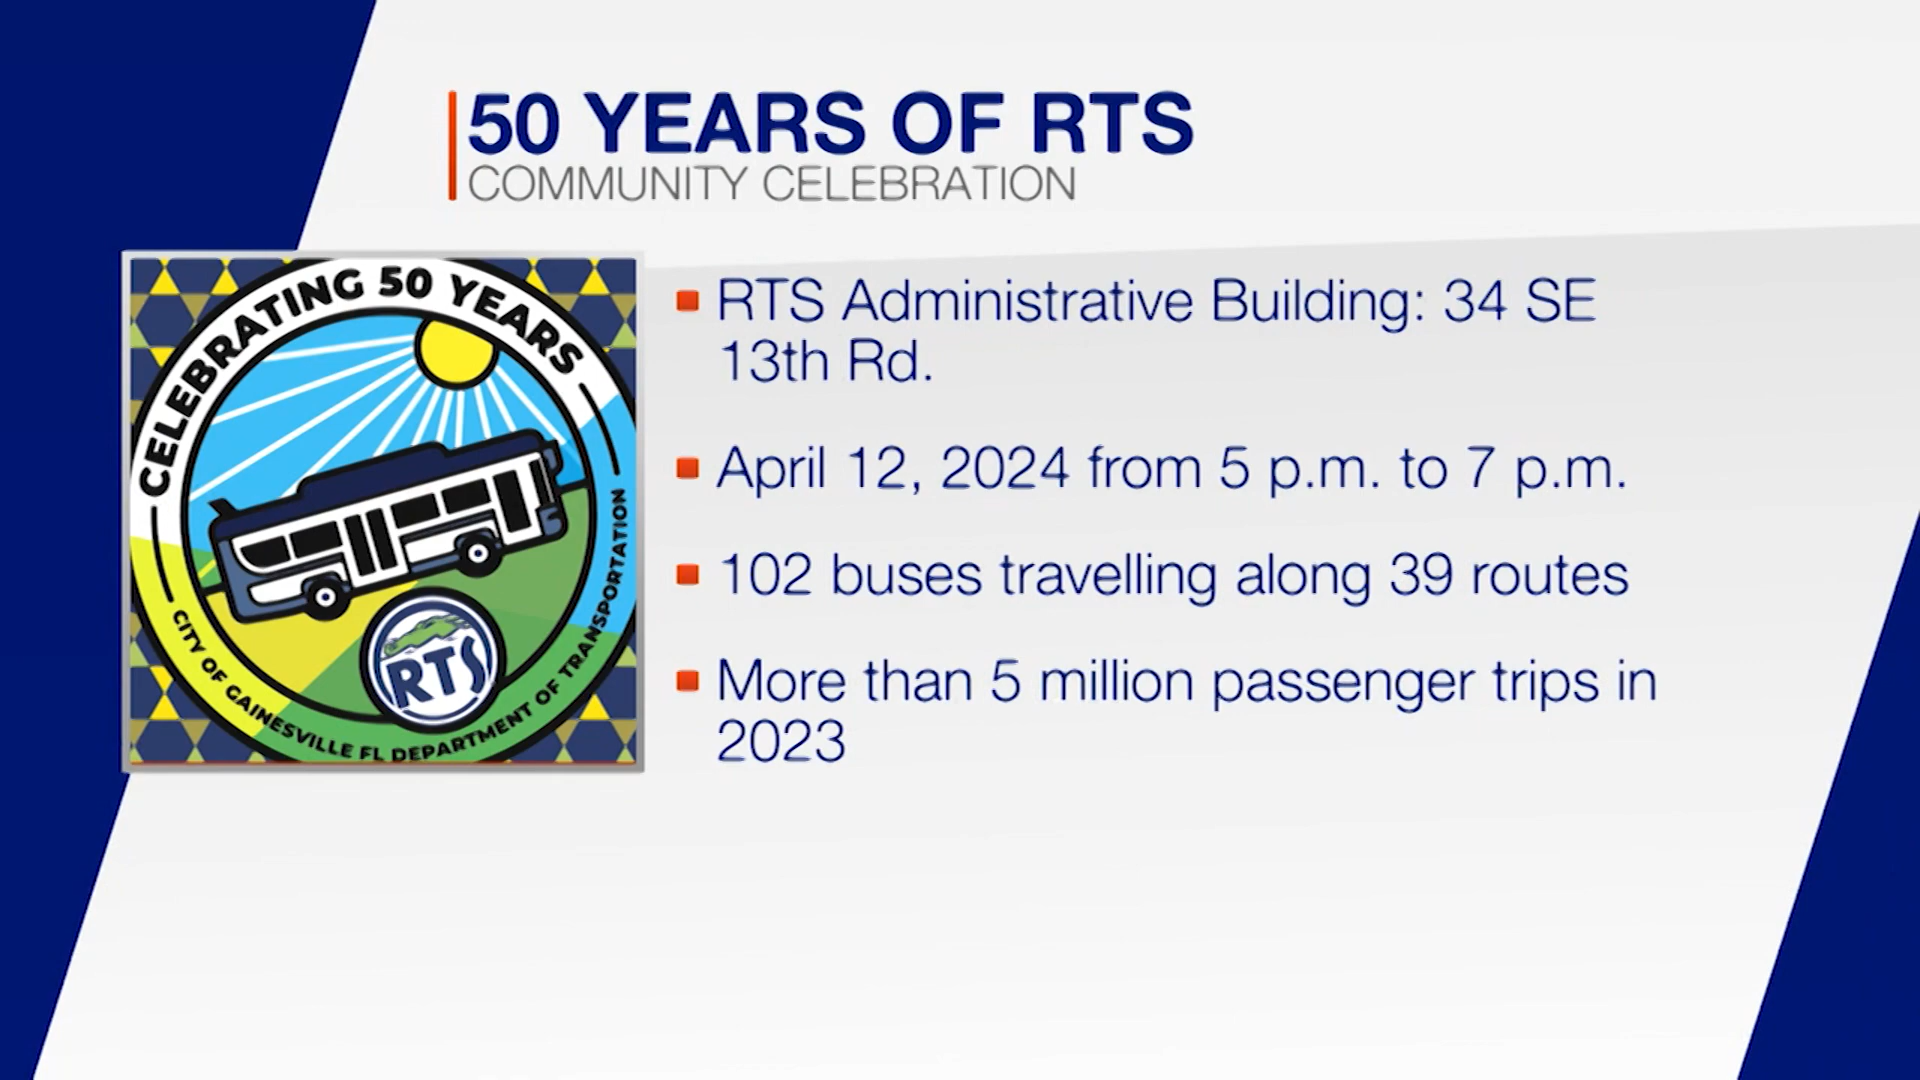 50 YEARS OF RTS
COMMUNITY CELEBRATION
CELEBRATING 50 YEARS
CITY OF GAINESVILLE FL DEPARTMENT OF TRANSPORTATION
RTS
RTS Administrative Building: 34 SE
13th Rd.
April 12, 2024 from 5 p.m. to 7 p.m.
102 buses travelling along 39 routes
More than 5 million passenger trips in
2023